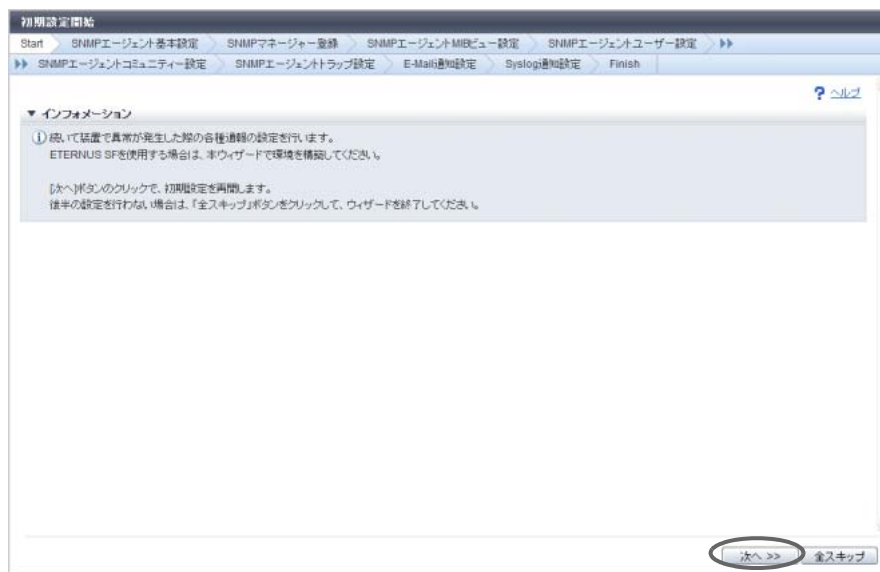 初期設定開始
Start SNMPエージェント基本設定 SNMPマネージャー登録 SNMPエージェントMIBビュー設定 SNMPエージェントユーザー設定
SNMPエージェントコミュニティー設定 SNMPエージェントトラップ設定 E-Mail通知設定 Syslog通知設定 Finish
? ヘルプ
▼ インフォメーション
続いて装置で異常が発生した際の各種通報の設定を行います。
ETERNUS SFを使用する場合は、本ウィザードで環境を構築してください。
[次へ]ボタンのクリックで、初期設定を再開します。
後半の設定を行わない場合は、「全スキップ」ボタンをクリックして、ウィザードを終了してください。
次へ >> 全スキップ